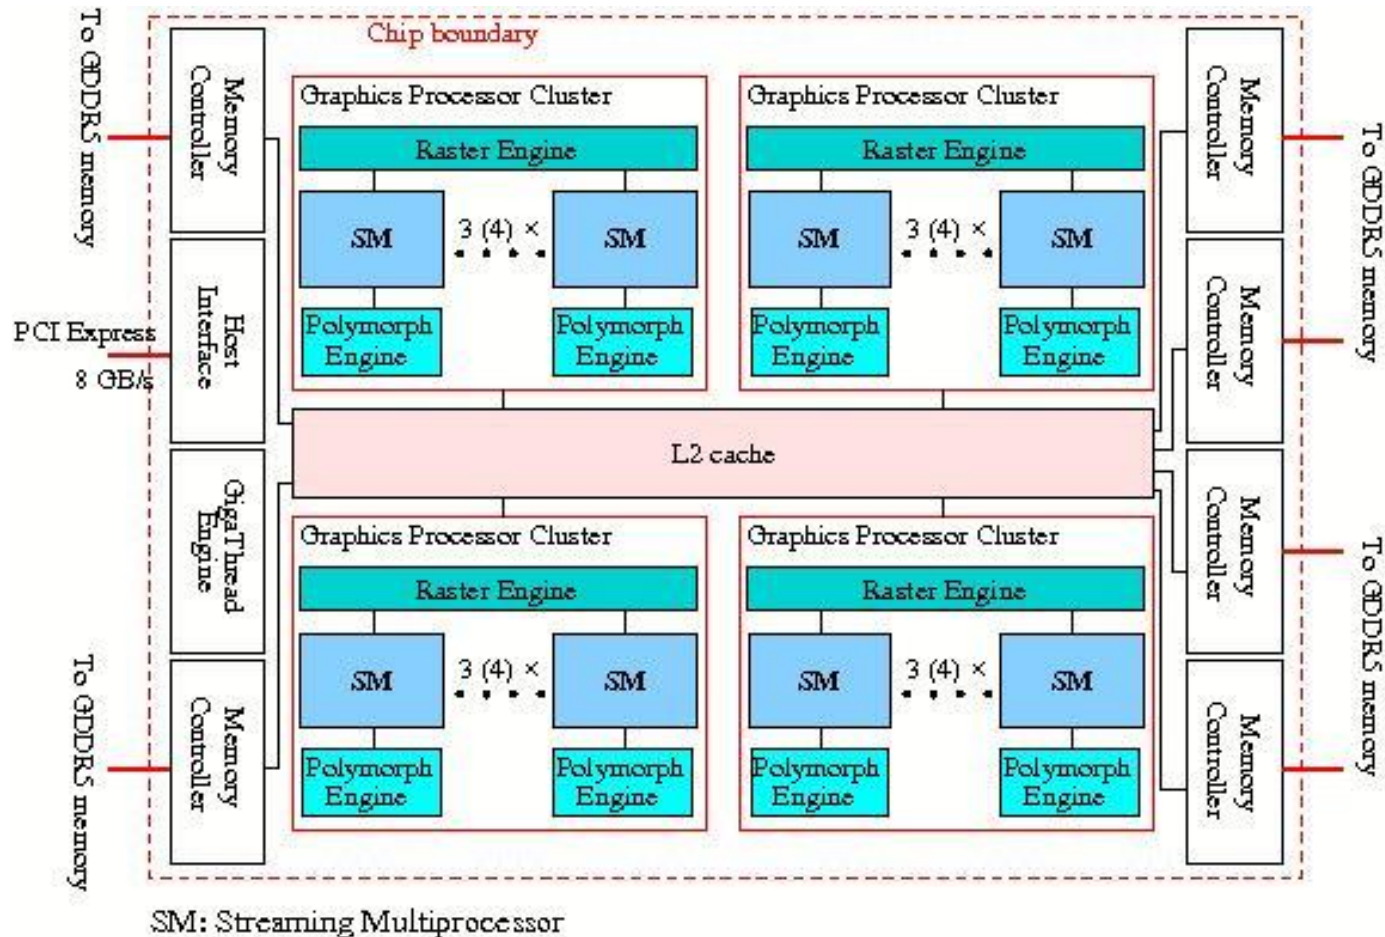 Chip boundary
To GDDR5 memory
Memory
Controller
Graphics Processor Cluster
Raster Engine
SM
3 (4) ×
SM
Polymorph
Engine
Polymorph
Engine
Graphics Processor Cluster
Raster Engine
SM
3 (4) ×
SM
Polymorph
Engine
Polymorph
Engine
Memory
Controller
To GDDR5 memory
PCI Express
8 GB/s
Host
Interface
Memory
Controller
L2 cache
GigaThread
Engine
Memory
Controller
To GDDR5 memory
To GDDR5 memory
Memory
Controller
Graphics Processor Cluster
Raster Engine
SM
3 (4) ×
SM
Polymorph
Engine
Polymorph
Engine
Graphics Processor Cluster
Raster Engine
SM
3 (4) ×
SM
Polymorph
Engine
Polymorph
Engine
Memory
Controller
SM: Streaming Multiprocessor